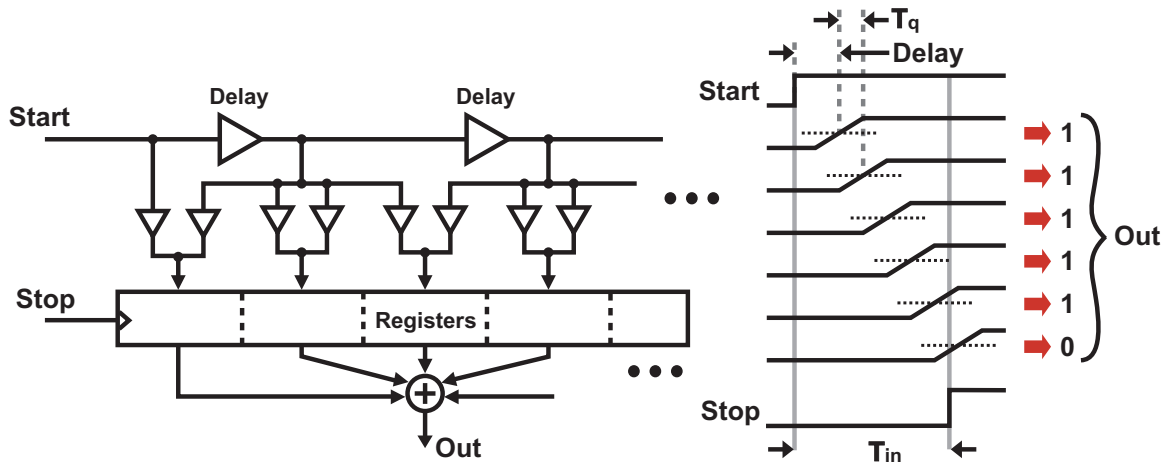 Start
Delay
Delay
Stop
Registers
Out
Tq
Delay
Start
1
1
1
1
1
0
Out
Stop
Tin